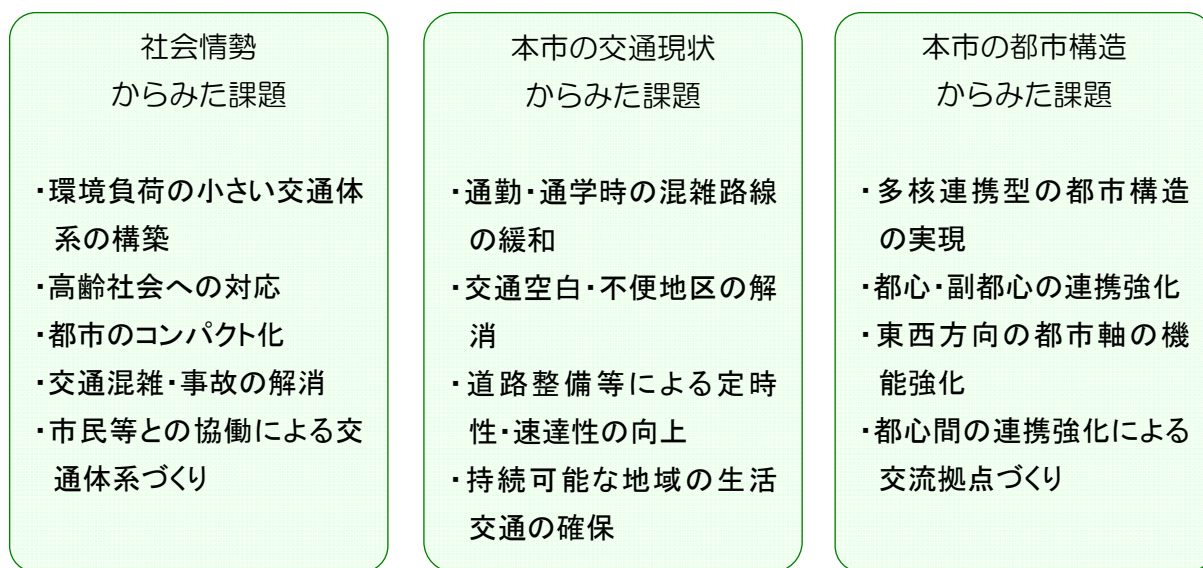 社会情勢
からみた課題
・環境負荷の小さい交通体
系の構築
・高齢社会への対応
・都市のコンパクト化
・交通混雑・事故の解消
・市民等との協働による交
通体系づくり
本市の交通現状
からみた課題
・通勤・通学時の混雑路線
の緩和
・交通空白・不便地区の解
消
・道路整備等による定時
性・速達性の向上
・持続可能な地域の生活
交通の確保
本市の都市構造
からみた課題
・多核連携型の都市構造
の実現
・都心・副都心の連携強化
・東西方向の都市軸の機
能強化
・都心間の連携強化による
交流拠点づくり